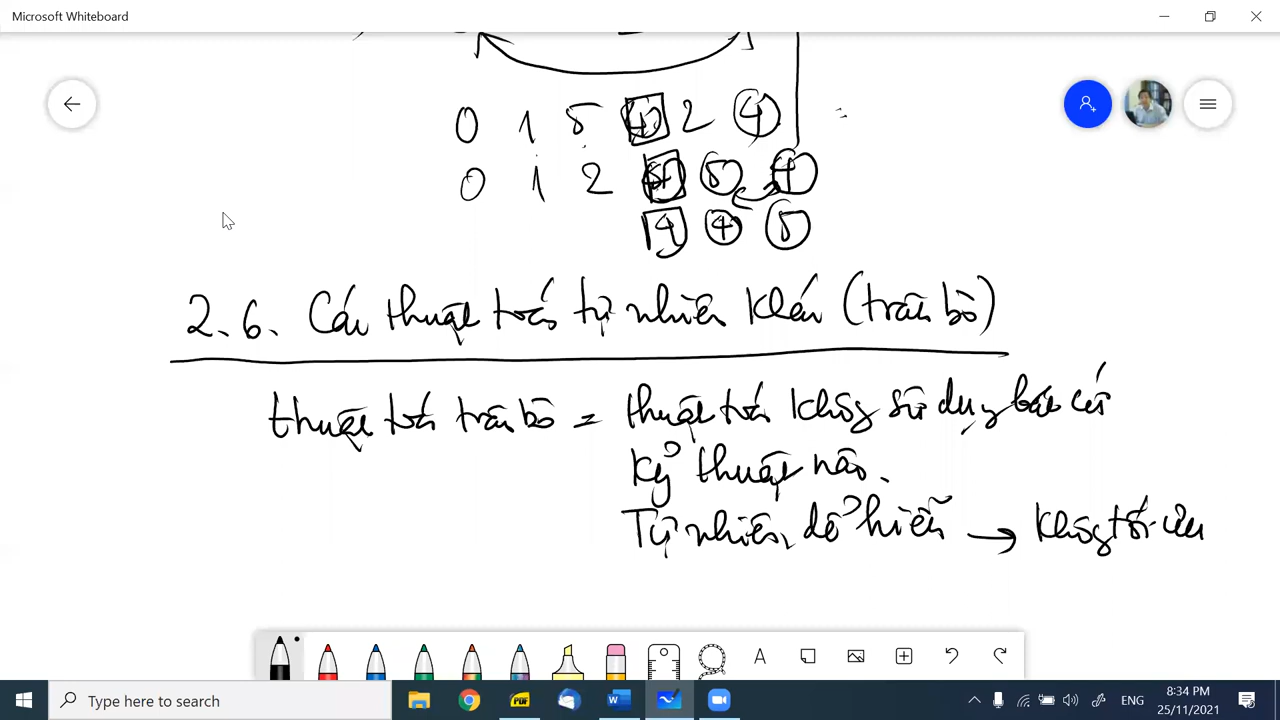 Microsoft Whiteboard
0 1 5 4 2 4
0 1 2 5 4
4 4 5
2.6. Các thuật toán tự nhiên khác (trâu bò)
thuật toán trâu bò = thuật toán không sử dụng bất cứ
kỹ thuật nào.
Tự nhiên, dễ hiểu → không tối ưu
A
Type here to search
PDF
ENG
8:34 PM
25/11/2021